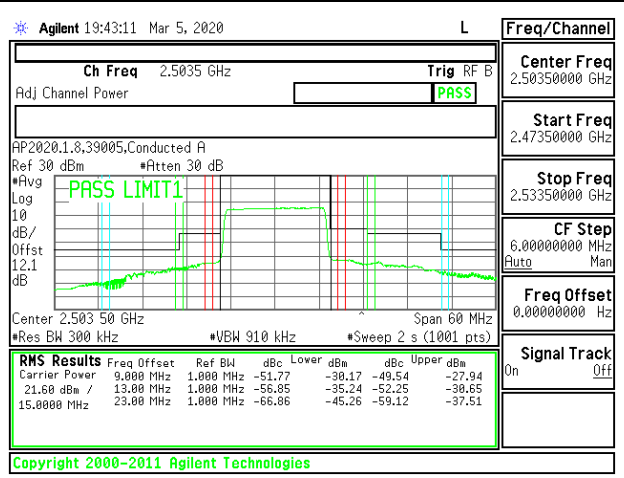 Agilent 19:43:11 Mar 5, 2020 L Freq/Channel
Ch Freq 2.5035 GHz Trig RF B
Adj Channel Power PASS
AP2020.1.8,39005,Conducted A
Ref 30 dBm #Atten 30 dB
#Avg
Log
10
dB/
Offst
12.1
dB
PASS LIMIT1
Center 2.503 50 GHz Span 60 MHz
#Res BW 300 kHz #VBW 910 kHz #Sweep 2 s (1001 pts)
RMS Results Freq Offset Ref BW dBc Lower dBm dBc Upper dBm
Carrier Power 9.000 MHz 1.000 MHz -51.77 -30.17 -49.54 -27.94
21.60 dBm / 13.00 MHz 1.000 MHz -56.85 -35.24 -52.25 -30.65
15.0000 MHz 23.00 MHz 1.000 MHz -66.86 -45.26 -59.12 -37.51
Center Freq
2.50350000 GHz
Start Freq
2.47350000 GHz
Stop Freq
2.53350000 GHz
CF Step
6.00000000 MHz
Auto Man
Freq Offset
0.00000000 Hz
Signal Track
On Off
Copyright 2000-2011 Agilent Technologies